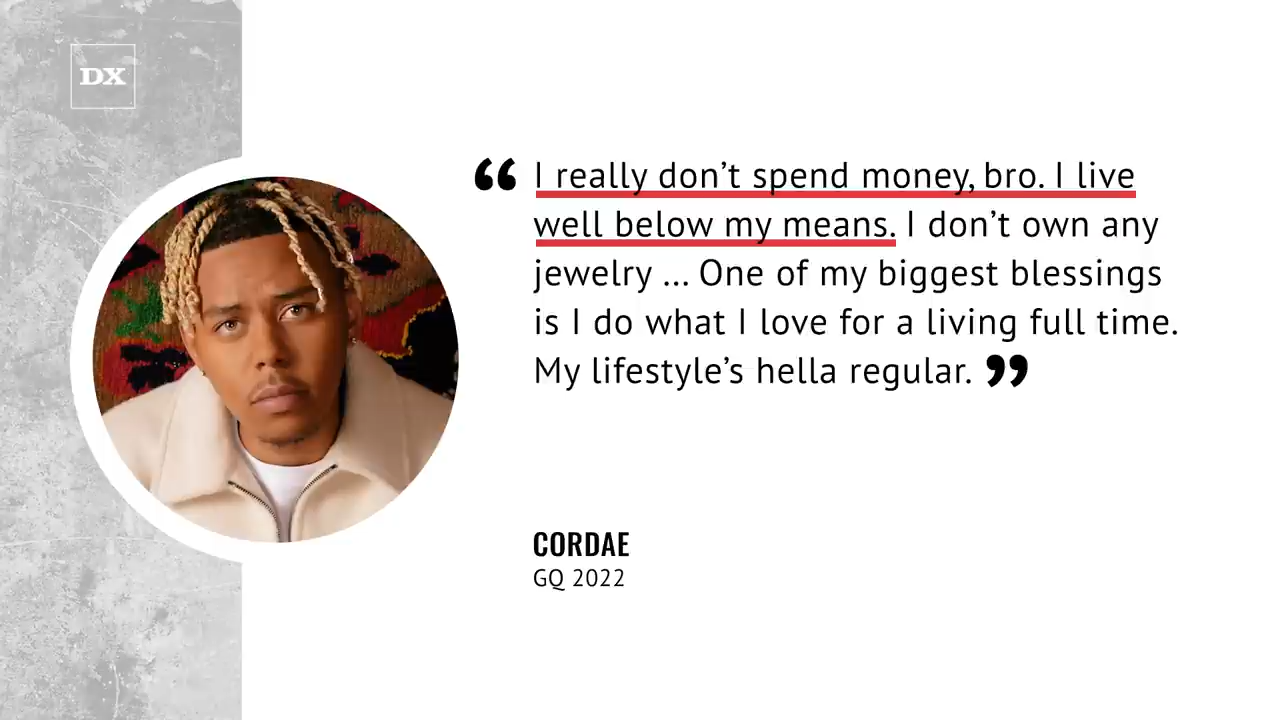 DX
“ I really don’t spend money, bro. I live
well below my means. I don’t own any
jewelry ... One of my biggest blessings
is I do what I love for a living full time.
My lifestyle’s hella regular. ”
CORDAE
GQ 2022